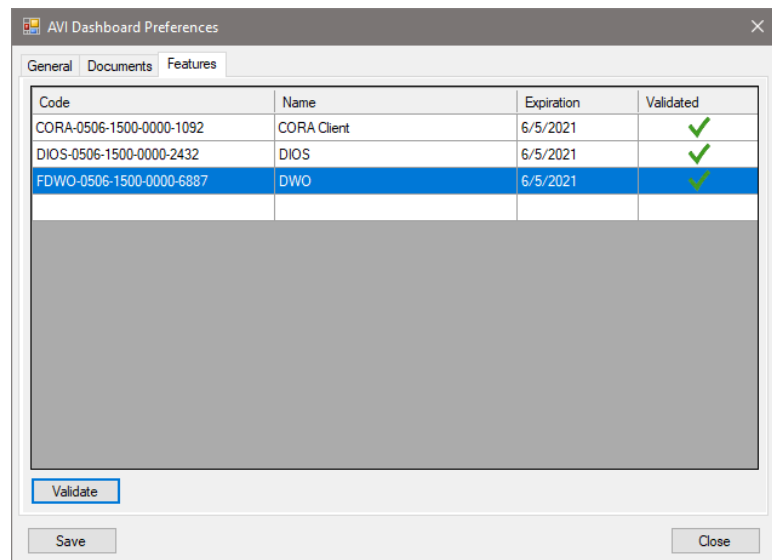 AVI Dashboard Preferences
General Documents Features
Code Name Expiration Validated
CORA-0506-1500-0000-1092 CORA Client 6/5/2021
DIOS-0506-1500-0000-2432 DIOS 6/5/2021
FDWO-0506-1500-0000-6887 DWO 6/5/2021
Validate
Save Close